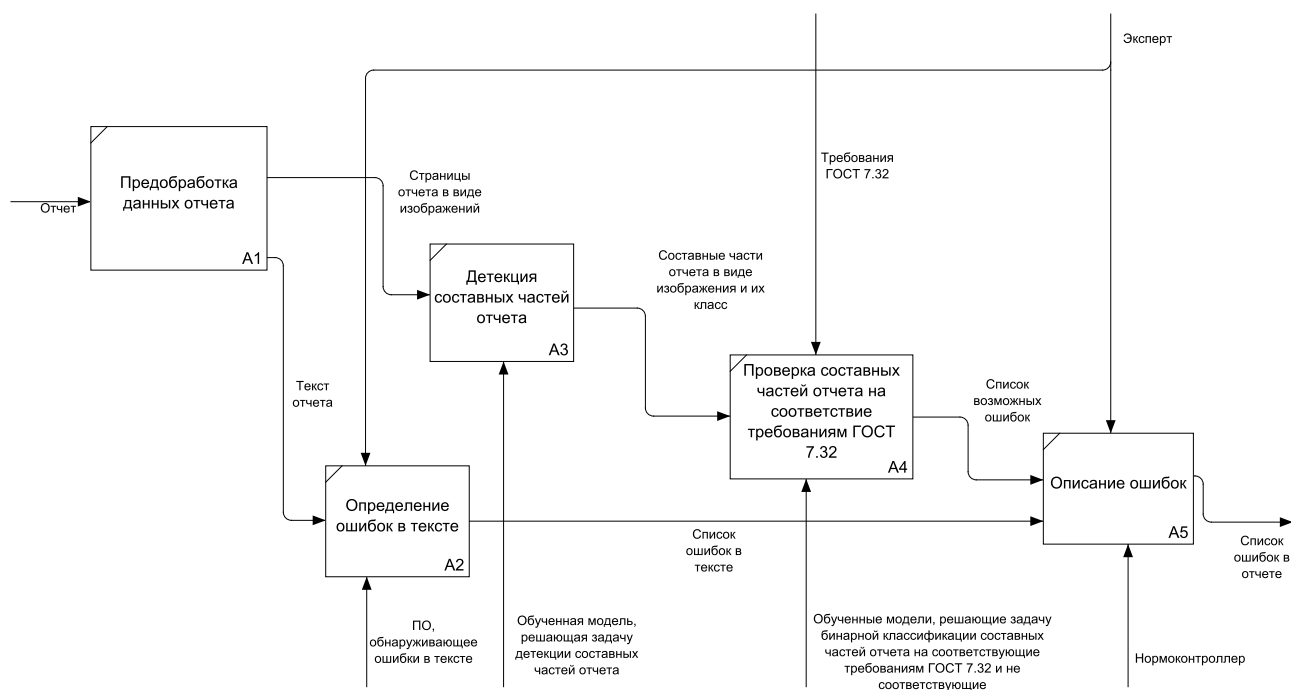 Эксперт
Требования
ГОСТ 7.32
Предобработка
данных отчета
A1
Отчет
Страницы
отчета в виде
изображений
Детекция
составных частей
отчета
A3
Составные части
отчета в виде
изображения и их
класс
Текст
отчета
Проверка составных
частей отчета на
соответствие
требованиям ГОСТ
7.32
A4
Список
возможных
ошибок
Описание ошибок
A5
Определение
ошибок в тексте
A2
Список
ошибок в
тексте
Список
ошибок в
отчете
ПО,
обнаруживающее
ошибки в тексте
Обученная модель,
решающая задачу
детекции составных
частей отчета
Обученные модели, решающие задачу
бинарной классификации составных
частей отчета на соответствующие
требованиям ГОСТ 7.32 и не
соответствующие
Нормоконтроллер